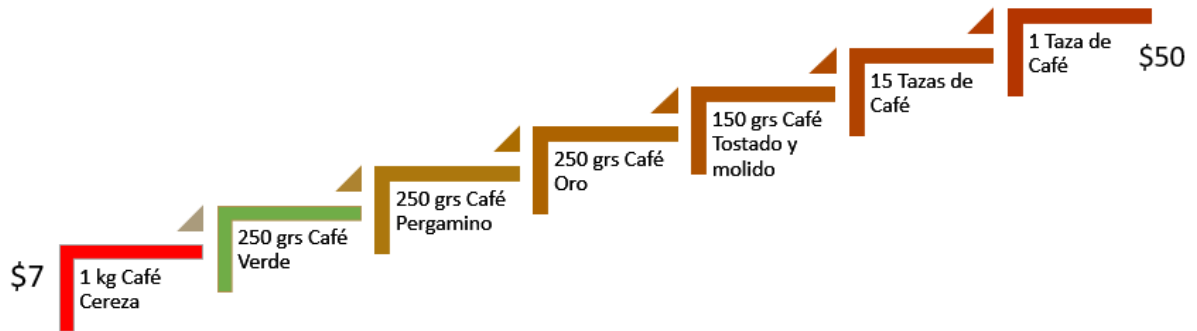 $7
1 kg Café
Cereza
250 grs Café
Verde
250 grs Café
Pergamino
250 grs Café
Oro
150 grs Café
Tostado y
molido
15 Tazas de
Café
1 Taza de
Café
$50